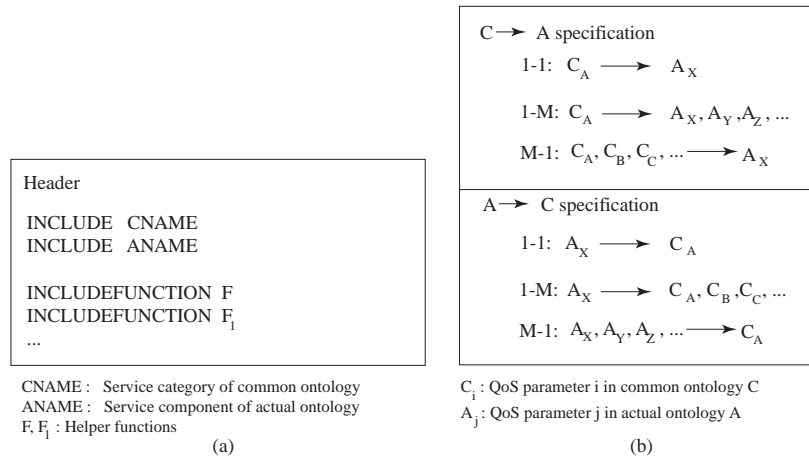 Header
INCLUDE CNAME
INCLUDE ANAME
INCLUDEFUNCTION F
INCLUDEFUNCTION F1
...
CNAME : Service category of common ontology
ANAME : Service component of actual ontology
F, F1 : Helper functions
(a)
C → A specification
1-1: CA → AX
1-M: CA → AX, AY ,AZ , ...
M-1: CA, CB, CC, ... → AX
A → C specification
1-1: AX → CA
1-M: AX → CA, CB ,CC, ...
M-1: AX, AY, AZ , ... → CA
Ci : QoS parameter i in common ontology C
Aj : QoS parameter j in actual ontology A
(b)